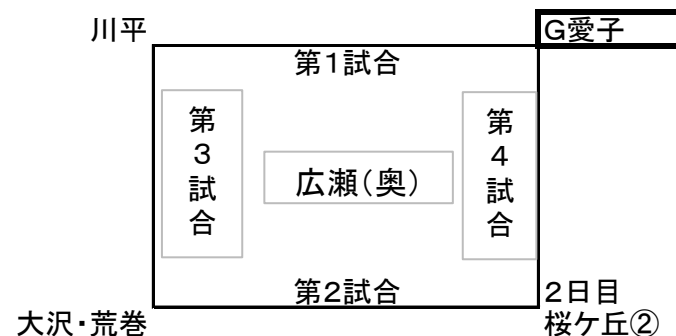 川平
G愛子
第1試合
第3試合
第4試合
広瀬(奥)
第2試合
2日目
大沢・荒巻
桜ケ丘②